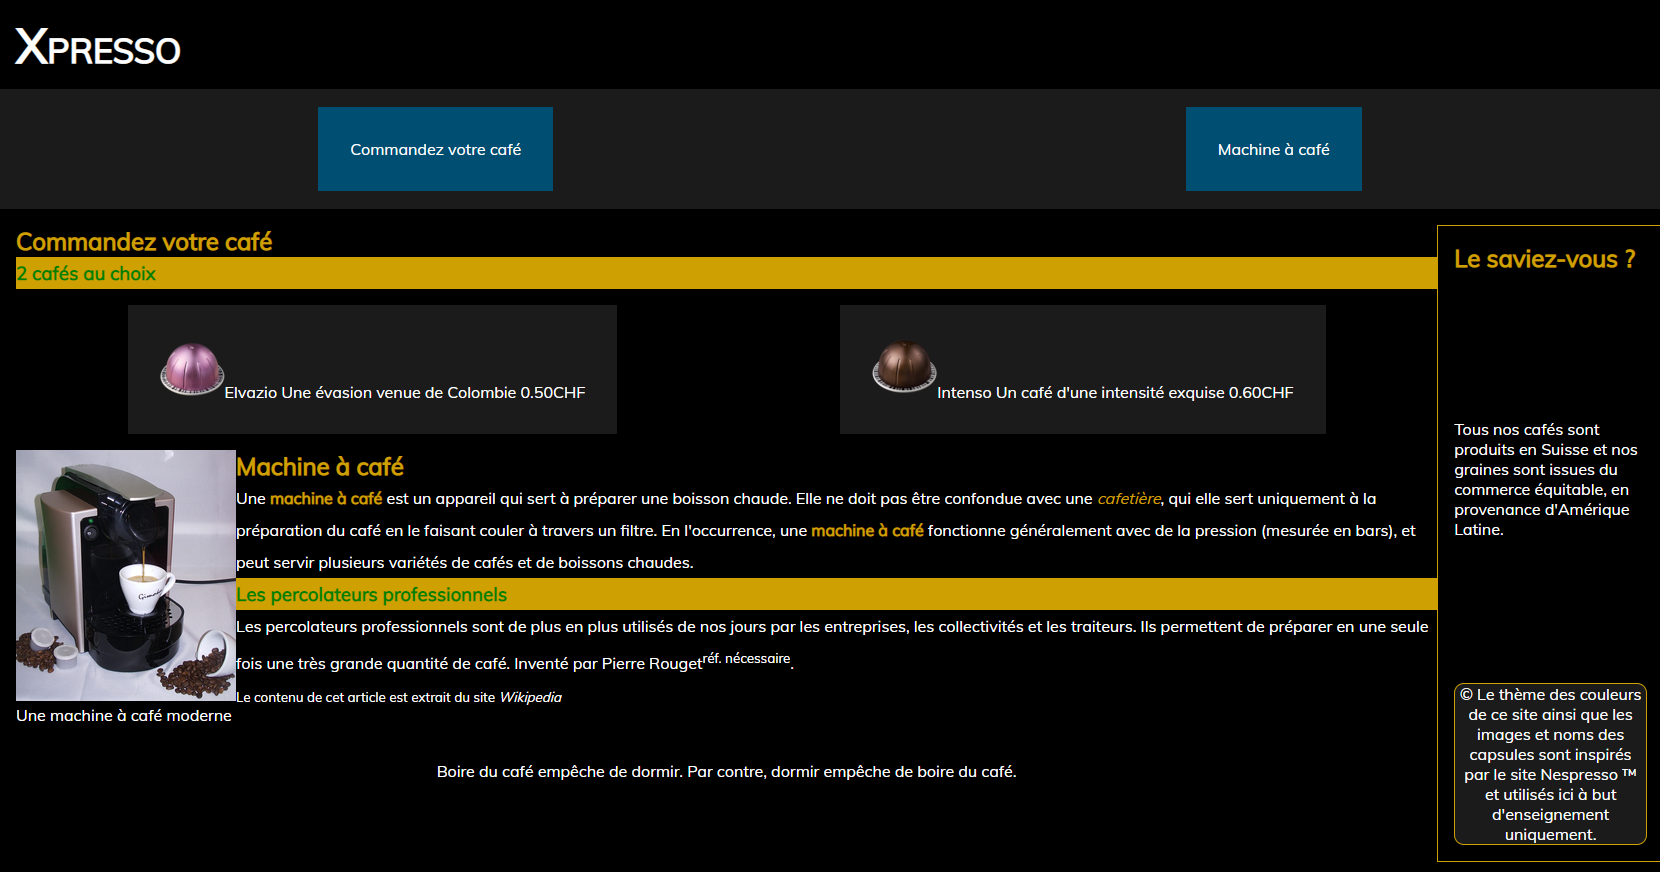 Xpresso
Commandez votre café
Machine à café
Commandez votre café
2 cafés au choix
Elvazio Une évasion venue de Colombie 0.50CHF
Intenso Un café d'une intensité exquise 0.60CHF
Machine à café
Une machine à café est un appareil qui sert à préparer une boisson chaude. Elle ne doit pas être confondue avec une cafetière, qui elle sert uniquement à la
préparation du café en le faisant couler à travers un filtre. En l'occurrence, une machine à café fonctionne généralement avec de la pression (mesurée en bars), et
peut servir plusieurs variétés de cafés et de boissons chaudes.
Les percolateurs professionnels
Les percolateurs professionnels sont de plus en plus utilisés de nos jours par les entreprises, les collectivités et les traiteurs. Ils permettent de préparer en une seule
fois une très grande quantité de café. Inventé par Pierre Rouget réf. nécessaire.
Le contenu de cet article est extrait du site Wikipedia
Une machine à café moderne
Boire du café empêche de dormir. Par contre, dormir empêche de boire du café.
Le saviez-vous ?
Tous nos cafés sont
produits en Suisse et nos
graines sont issues du
commerce équitable, en
provenance d'Amérique
Latine.
© Le thème des couleurs
de ce site ainsi que les
images et noms des
capsules sont inspirés
par le site Nespresso ™
et utilisés ici à but
d'enseignement
uniquement.